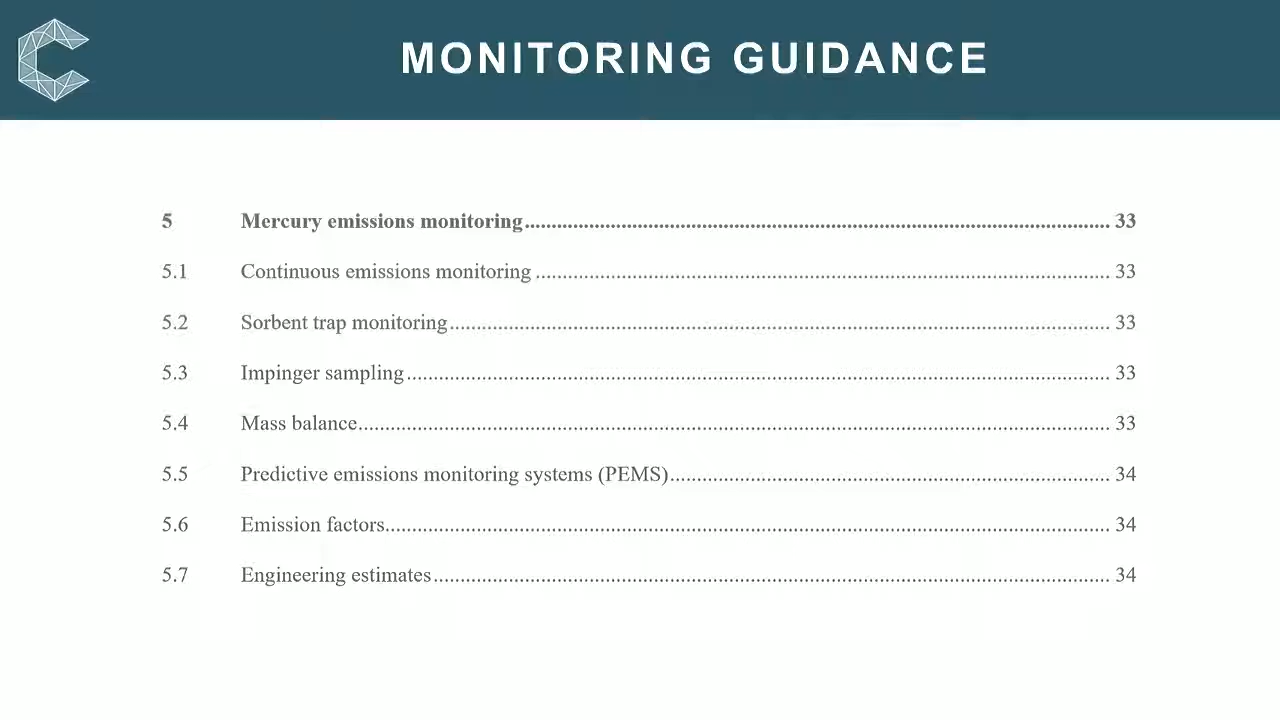 MONITORING GUIDANCE
5 Mercury emissions monitoring 33
5.1 Continuous emissions monitoring 33
5.2 Sorbent trap monitoring 33
5.3 Impinger sampling 33
5.4 Mass balance 33
5.5 Predictive emissions monitoring systems (PEMS) 34
5.6 Emission factors 34
5.7 Engineering estimates 34